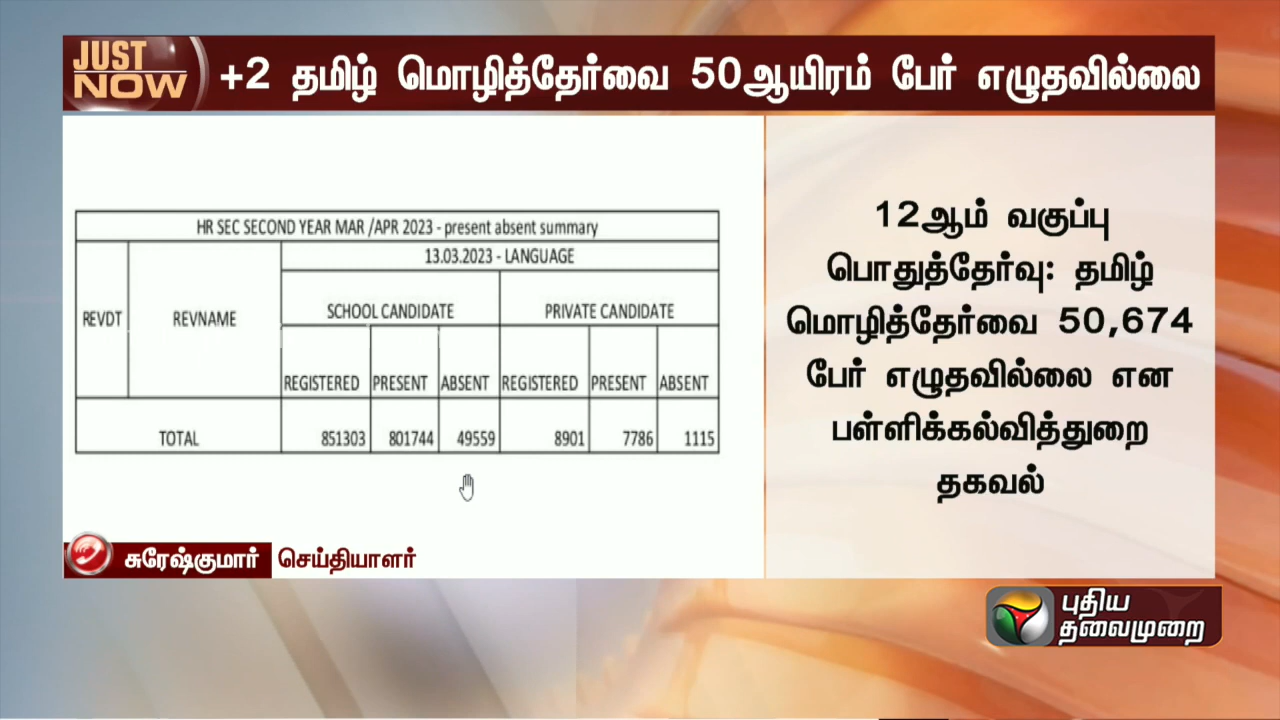 JUST NOW
+2 தமிழ் மொழித்தேர்வை 50ஆயிரம் பேர் எழுதவில்லை
HR SEC SECOND YEAR MAR /APR 2023 - present absent summary
13.03.2023 - LANGUAGE
REVDT REVNAME SCHOOL CANDIDATE PRIVATE CANDIDATE
REGISTERED PRESENT ABSENT REGISTERED PRESENT ABSENT
TOTAL 851303 801744 49559 8901 7786 1115
12ஆம் வகுப்பு
பொதுத்தேர்வு: தமிழ்
மொழித்தேர்வை 50,674
பேர் எழுதவில்லை என
பள்ளிக்கல்வித்துறை
தகவல்
சுரேஷ்குமார் செய்தியாளர்
புதிய
தலைமுறை